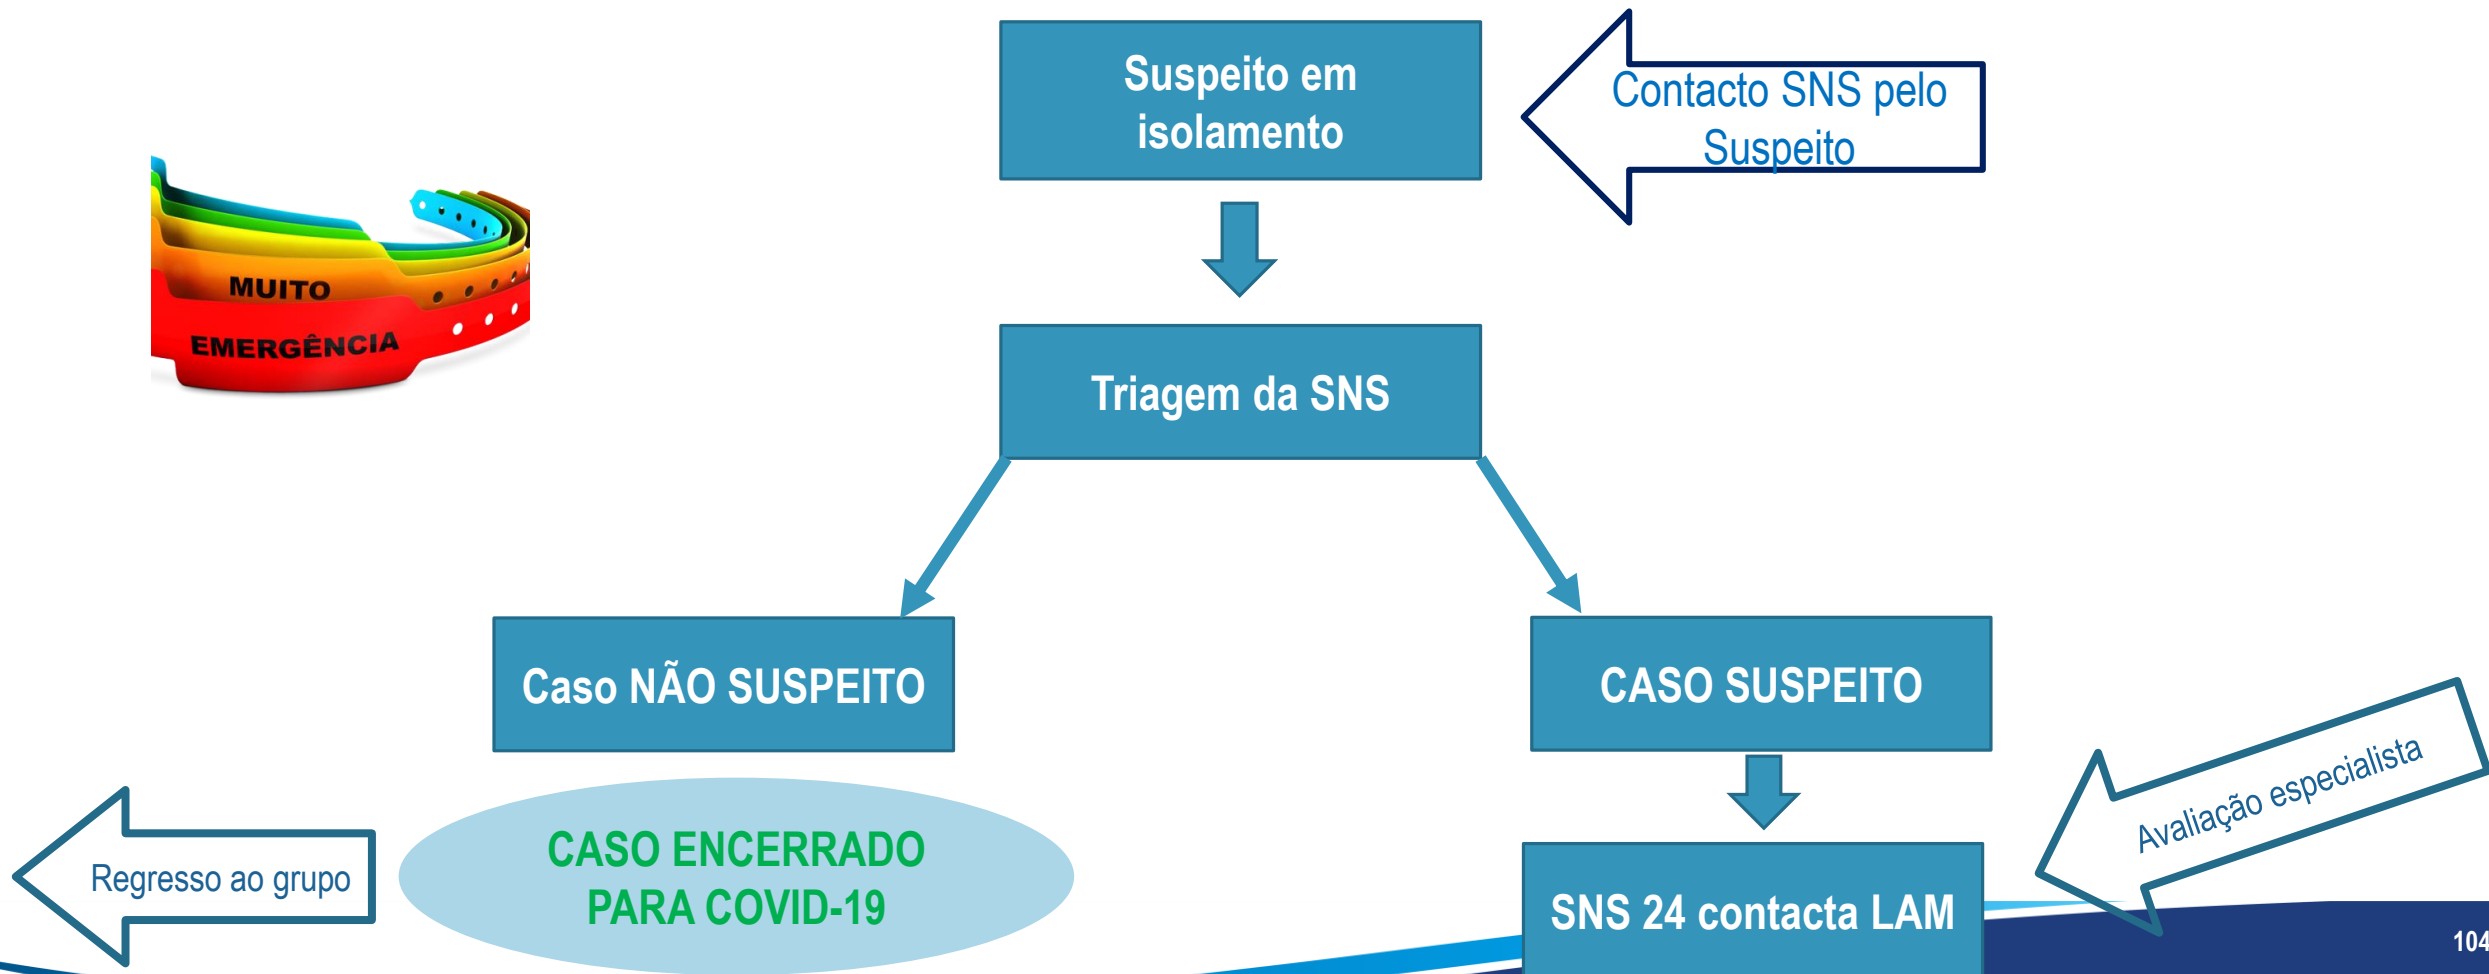 Suspeito em
isolamento
Contacto SNS pelo
Suspeito
MUITO
EMERGÊNCIA
Triagem da SNS
Caso NÃO SUSPEITO
CASO SUSPEITO
Avaliação especialista
Regresso ao grupo
CASO ENCERRADO
PARA COVID-19
SNS 24 contacta LAM
104